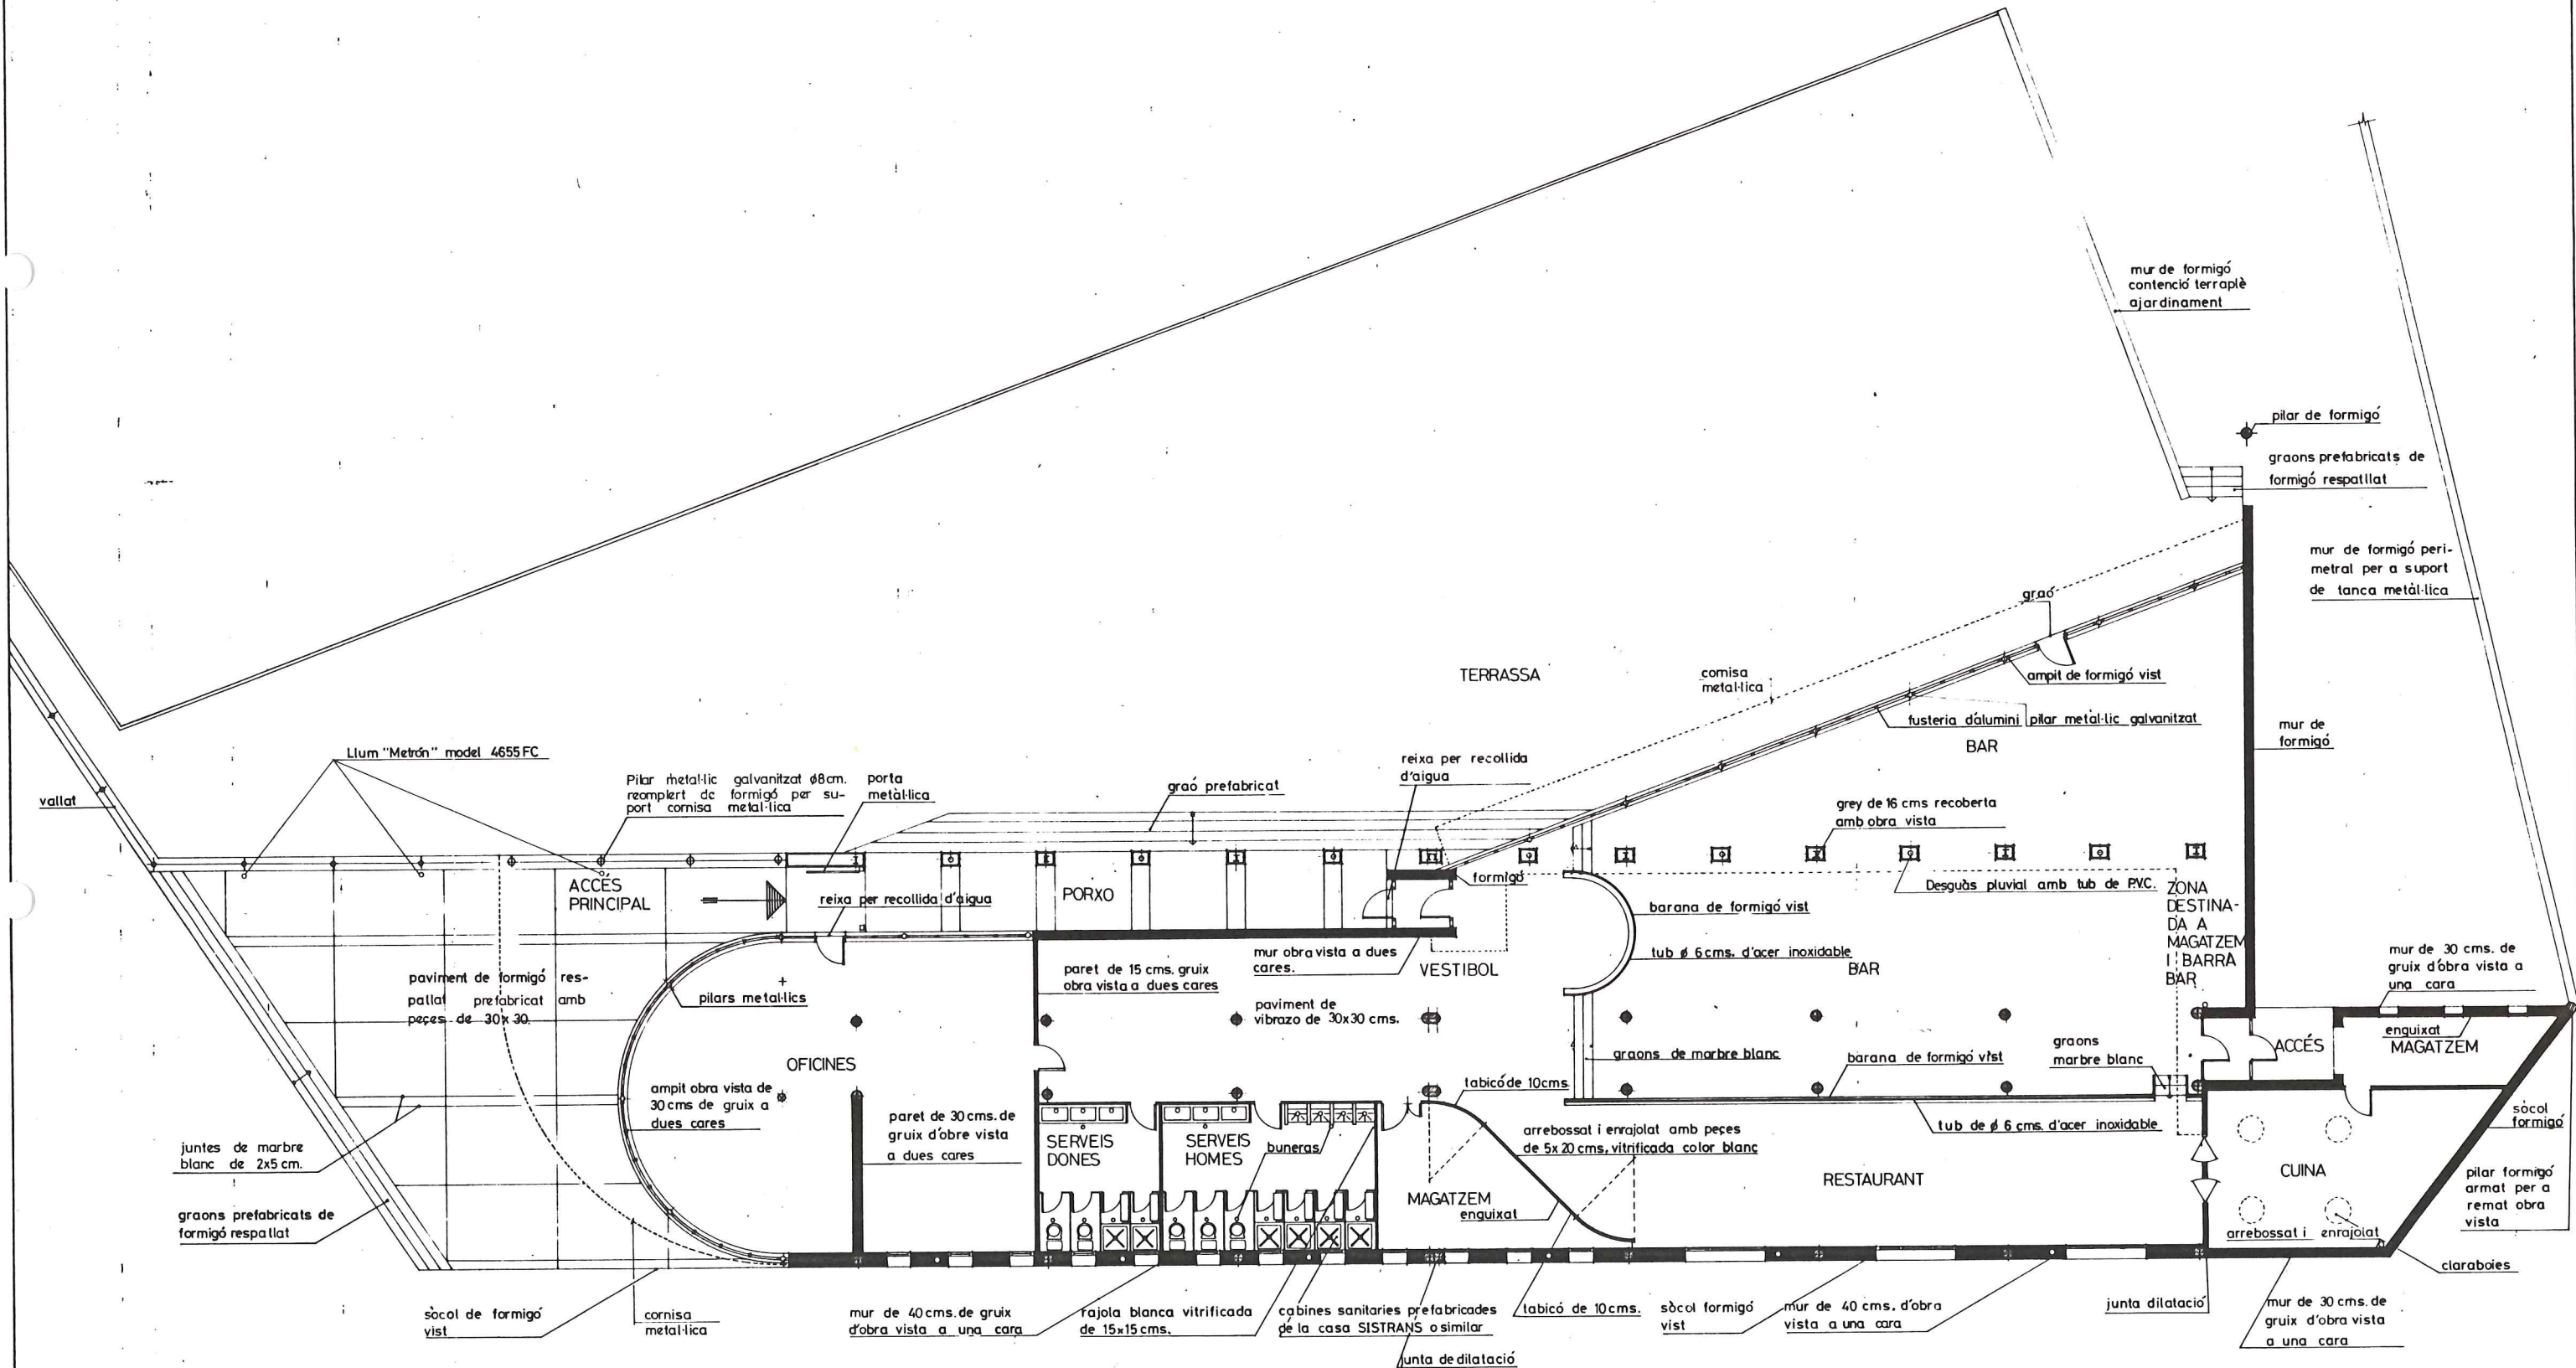 mur de formigó
contenció terraplè
ajardinament
pilar de formigó
graons prefabricats de
formigó respatllat
mur de formigó peri-
metral per a suport
de tanca metàl·lica
graó
TERRASSA
cornisa
metal·lica
ampit de formigó vist
fusteria d'alumini
pilar metàl·lic galvanitzat
BAR
mur de
formigó
Llum "Metrón" model 4655 FC
vallat
Pilar metal·lic galvanitzat ø8cm.
reomplert de formigó per su-
port cornisa metal·lica
porta
metàl·lica
graó prefabricat
reixa per recollida
d'aigua
grey de 16 cms recoberta
amb obra vista
ACCÉS
PRINCIPAL
reixa per recollida d'aigua
PORXO
formigó
Desguàs pluvial amb tub de P.V.C.
ZONA
DESTINA-
DA A
MAGATZEM
I BARRA
BAR
barana de formigó vist
tub ø 6 cms. d'acer inoxidable
BAR
mur obra vista a dues
cares.
VESTIBOL
paret de 15 cms. gruix
obra vista a dues cares
paviment de
vibrazo de 30x30 cms.
paviment de formigó res-
pallat prefabricat amb
peçes de 30x30.
pilars metal·lics
mur de 30 cms. de
gruix d'obra vista a
una cara
enguixat
MAGATZEM
ACCÉS
graons de marbre blanc
barana de formigó vist
graons
marbre blanc
OFICINES
ampit obra vista de
30 cms de gruix a
dues cares
paret de 30 cms. de
gruix d'obre vista
a dues cares
tabicó de 10cms
SERVEIS
DONES
SERVEIS
HOMES
buneras
arrebossat i enrajolat amb peçes
de 5x20 cms, vitrificada color blanc
tub de ø 6 cms. d'acer inoxidable
sòcol
formigó
juntes de marbre
blanc de 2x5 cm.
graons prefabricats de
formigó respallat
MAGATZEM
enguixat
RESTAURANT
CUINA
pilar formigó
armat per a
remat obra
vista
arrebossat i enrajolat
claraboies
sòcol de formigó
vist
cornisa
metal·lica
mur de 40 cms. de gruix
d'obra vista a una cara
rajola blanca vitrificada
de 15x15 cms.
cabines sanitaries prefabricades
de la casa SISTRANS o similar
junta de dilatació
tabicó de 10 cms.
sòcol formigó
vist
mur de 40 cms. d'obra
vista a una cara
junta dilatació
mur de 30 cms. de
gruix d'obra vista
a una cara